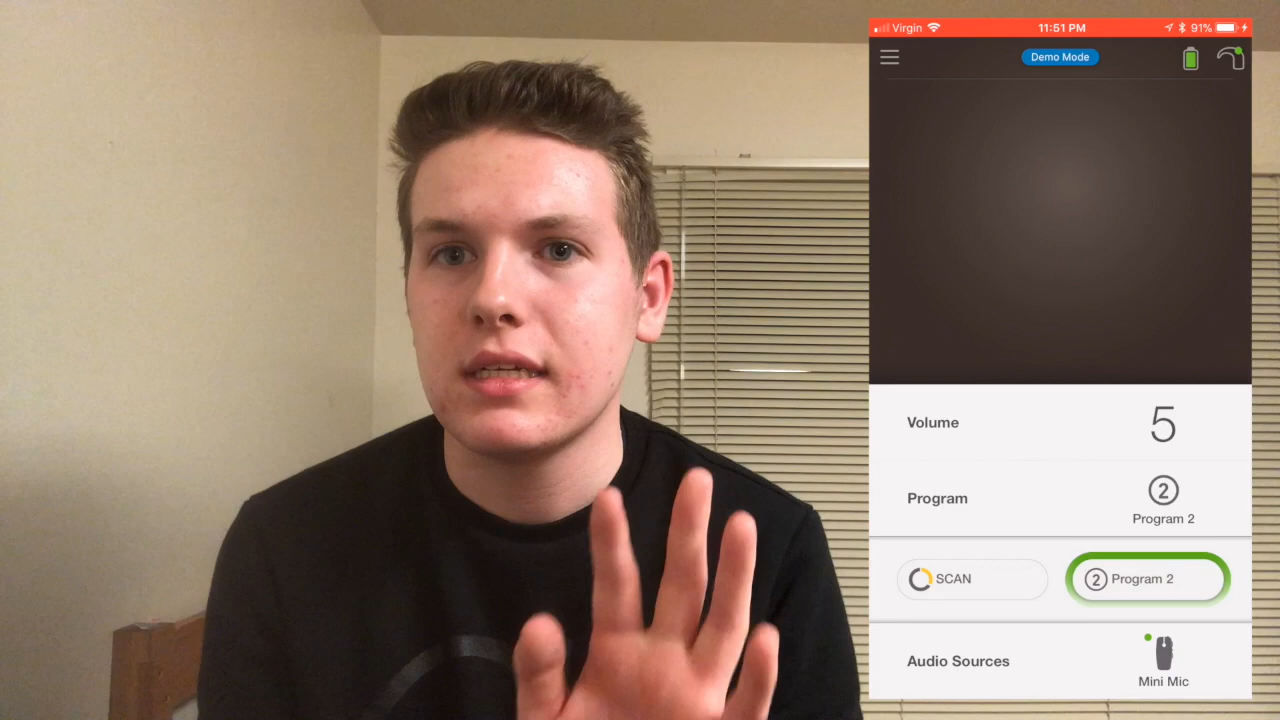 Virgin 11:51 PM 91%
Demo Mode
Volume 5
Program 2
Program 2
SCAN 2 Program 2
Audio Sources
Mini Mic